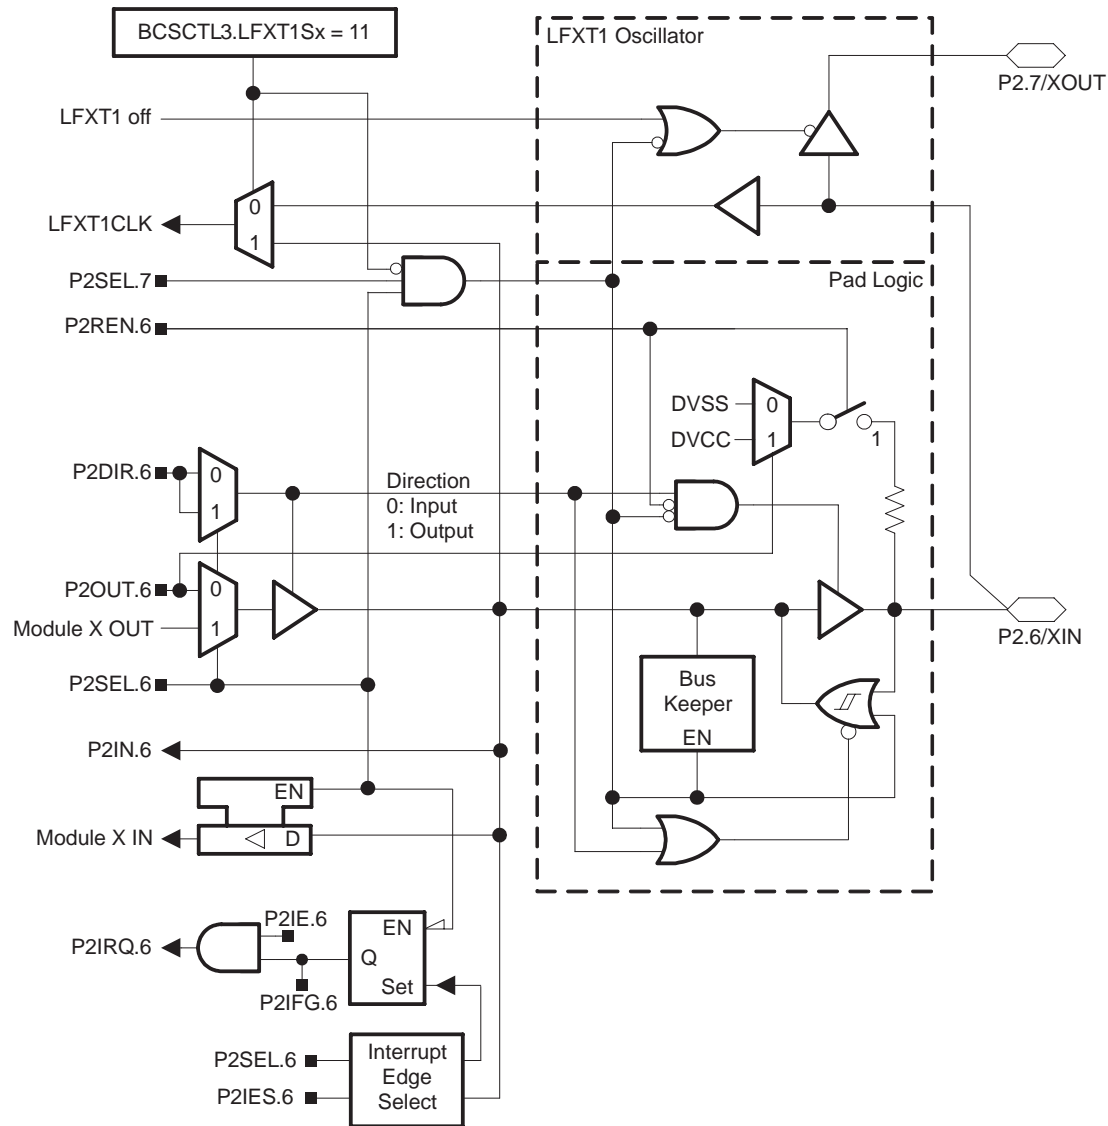 BCSCTL3.LFXT1Sx = 11
LFXT1 Oscillator
P2.7/XOUT
LFXT1 off
0
LFXT1CLK
1
P2SEL.7
Pad Logic
P2REN.6
DVSS
0
DVCC
1
1
P2DIR.6
0
1
Direction
0: Input
1: Output
P2OUT.6
0
Module X OUT
1
P2.6/XIN
P2SEL.6
Bus
Keeper
EN
P2IN.6
EN
Module X IN
D
P2IE.6
EN
P2IRQ.6
Q
Set
P2IFG.6
P2SEL.6
P2IES.6
Interrupt
Edge
Select